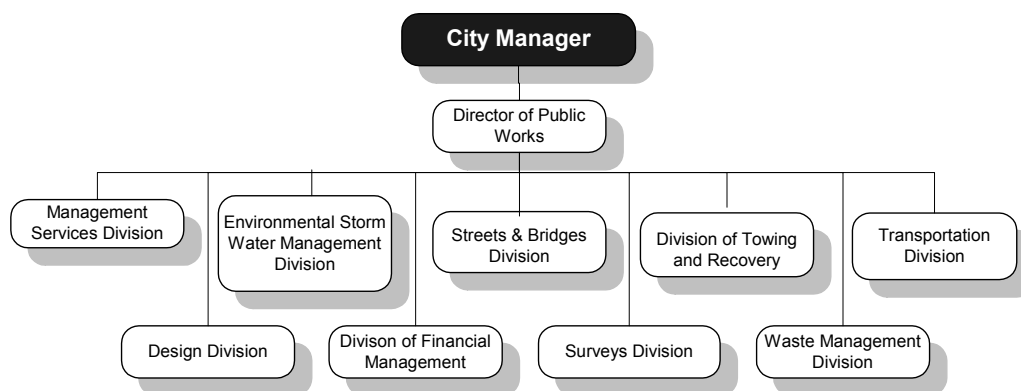 City Manager
Director of Public
Works
Management
Services Division
Environmental Storm
Water Management
Division
Streets & Bridges
Division
Division of Towing
and Recovery
Transportation
Division
Design Division
Divison of Financial
Management
Surveys Division
Waste Management
Division